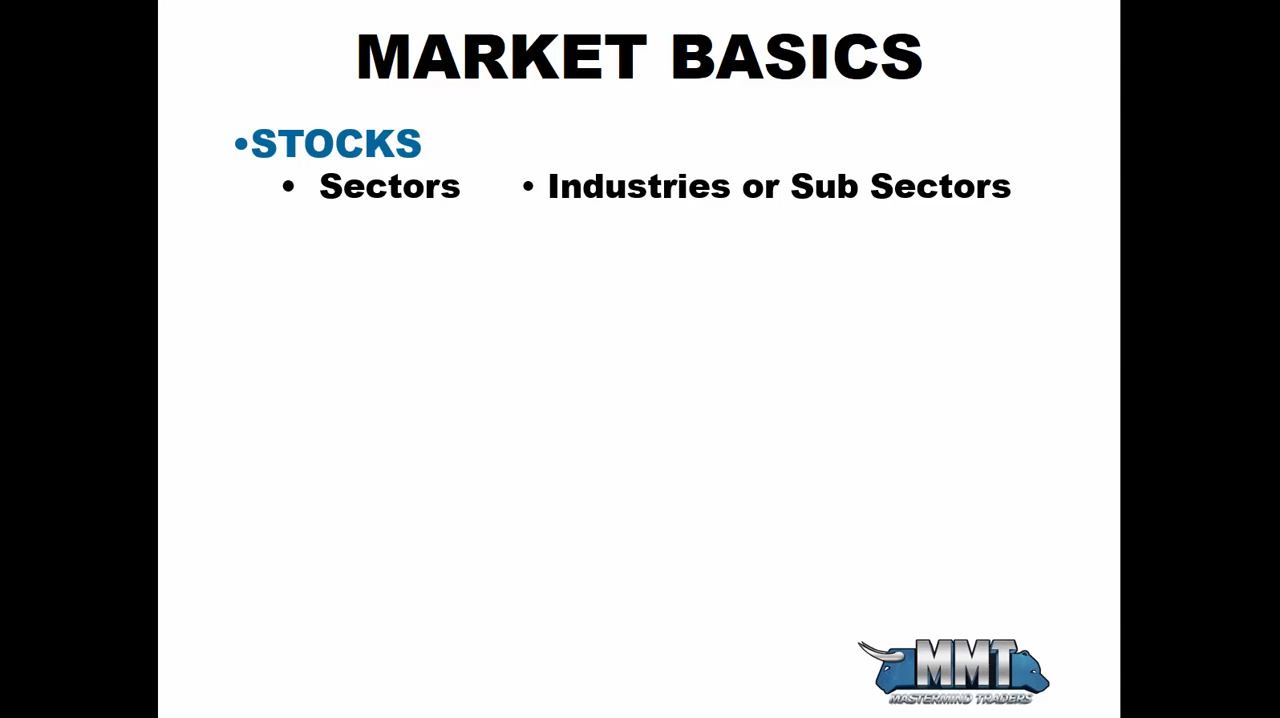 MARKET BASICS
•STOCKS
• Sectors • Industries or Sub Sectors
MMT
MASTERMIND TRADERS